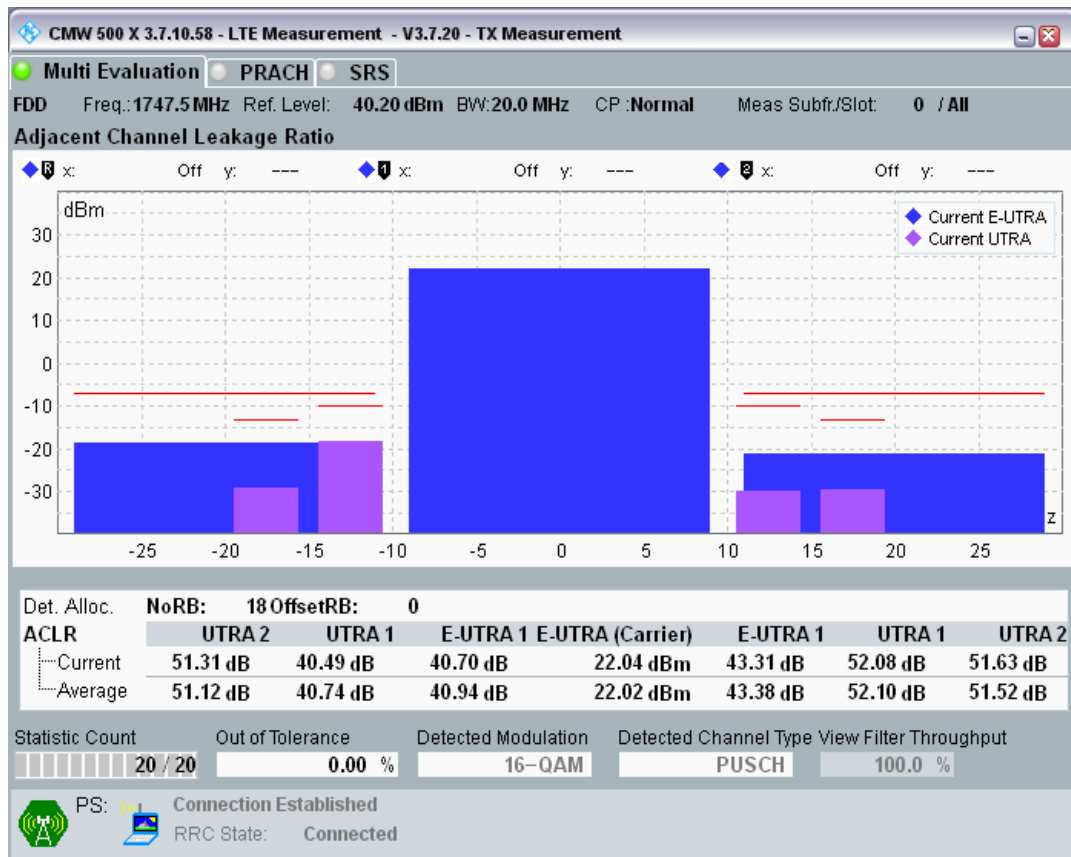 CMW 500 X 3.7.10.58 - LTE Measurement - V3.7.20 - TX Measurement
Multi Evaluation PRACH SRS
FDD Freq.: 1747.5 MHz Ref. Level: 40.20 dBm BW: 20.0 MHz CP : Normal Meas Subfr./Slot: 0 / All
Adjacent Channel Leakage Ratio
R x: Off y: --- 1 x: Off y: --- 2 x: Off y: ---
dBm
Current E-UTRA
Current UTRA
30
20
10
0
-10
-20
-30
z
-25 -20 -15 -10 -5 0 5 10 15 20 25
Det. Alloc. NoRB: 18 OffsetRB: 0
ACLR UTRA 2 UTRA 1 E-UTRA 1 E-UTRA (Carrier) E-UTRA 1 UTRA 1 UTRA 2
Current 51.31 dB 40.49 dB 40.70 dB 22.04 dBm 43.31 dB 52.08 dB 51.63 dB
Average 51.12 dB 40.74 dB 40.94 dB 22.02 dBm 43.38 dB 52.10 dB 51.52 dB
Statistic Count Out of Tolerance Detected Modulation Detected Channel Type View Filter Throughput
20 / 20 0.00 % 16-QAM PUSCH 100.0 %
PS: Connection Established
RRC State: Connected